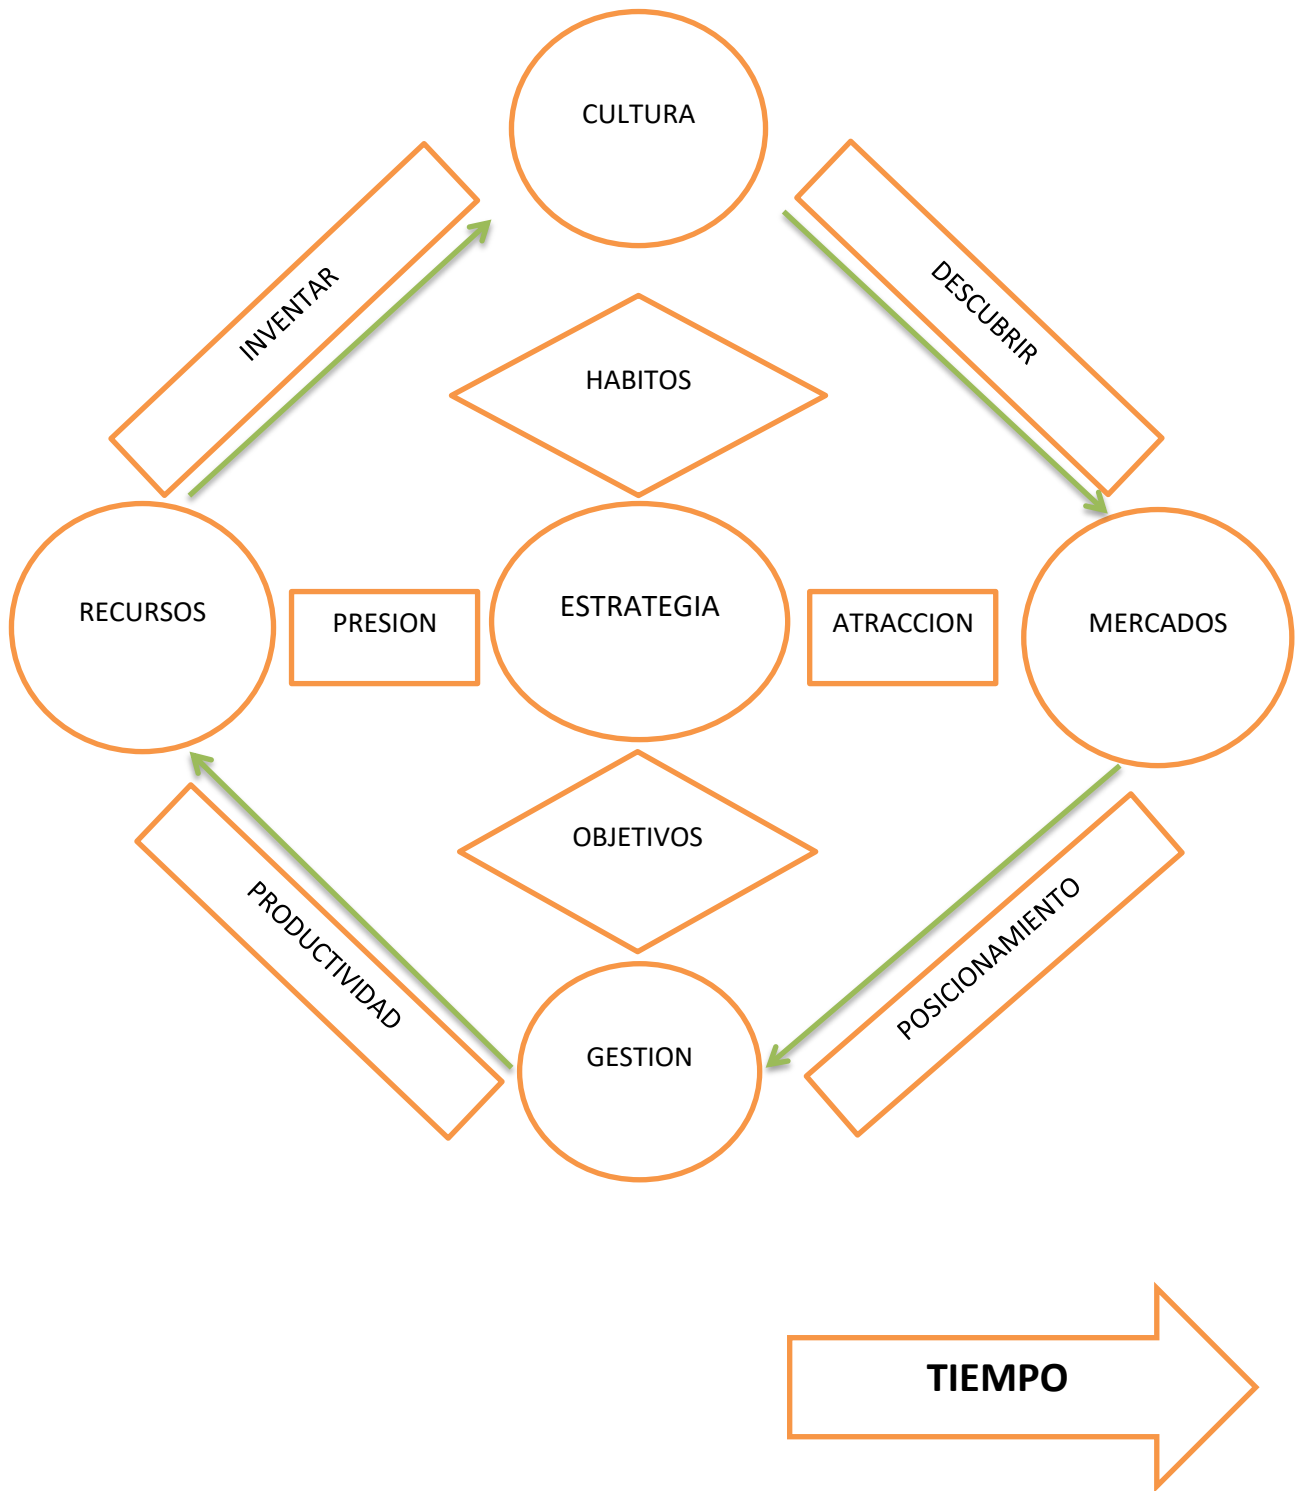 CULTURA
INVENTAR
DESCUBRIR
HABITOS
RECURSOS
PRESION
ESTRATEGIA
ATRACCION
MERCADOS
OBJETIVOS
PRODUCTIVIDAD
POSICIONAMIENTO
GESTION
TIEMPO